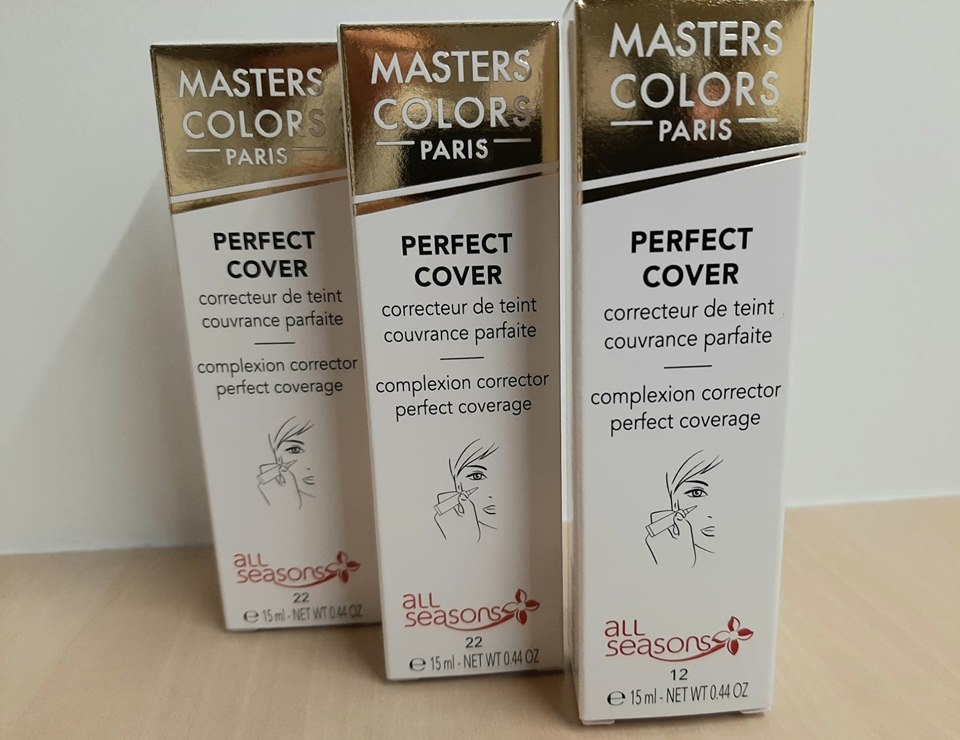 MASTERS
COLORS
PARIS
PERFECT
COVER
correcteur de teint
couvrance parfaite
complexion corrector
perfect coverage
all
seasons
22
℮ 15 ml - NET WT 0.44 OZ
MASTERS
COLORS
PARIS
PERFECT
COVER
correcteur de teint
couvrance parfaite
complexion corrector
perfect coverage
all
seasons
22
℮ 15 ml - NET WT 0.44 OZ
MASTERS
COLORS
PARIS
PERFECT
COVER
correcteur de teint
couvrance parfaite
complexion corrector
perfect coverage
all
seasons
12
℮ 15 ml - NET WT 0.44 OZ